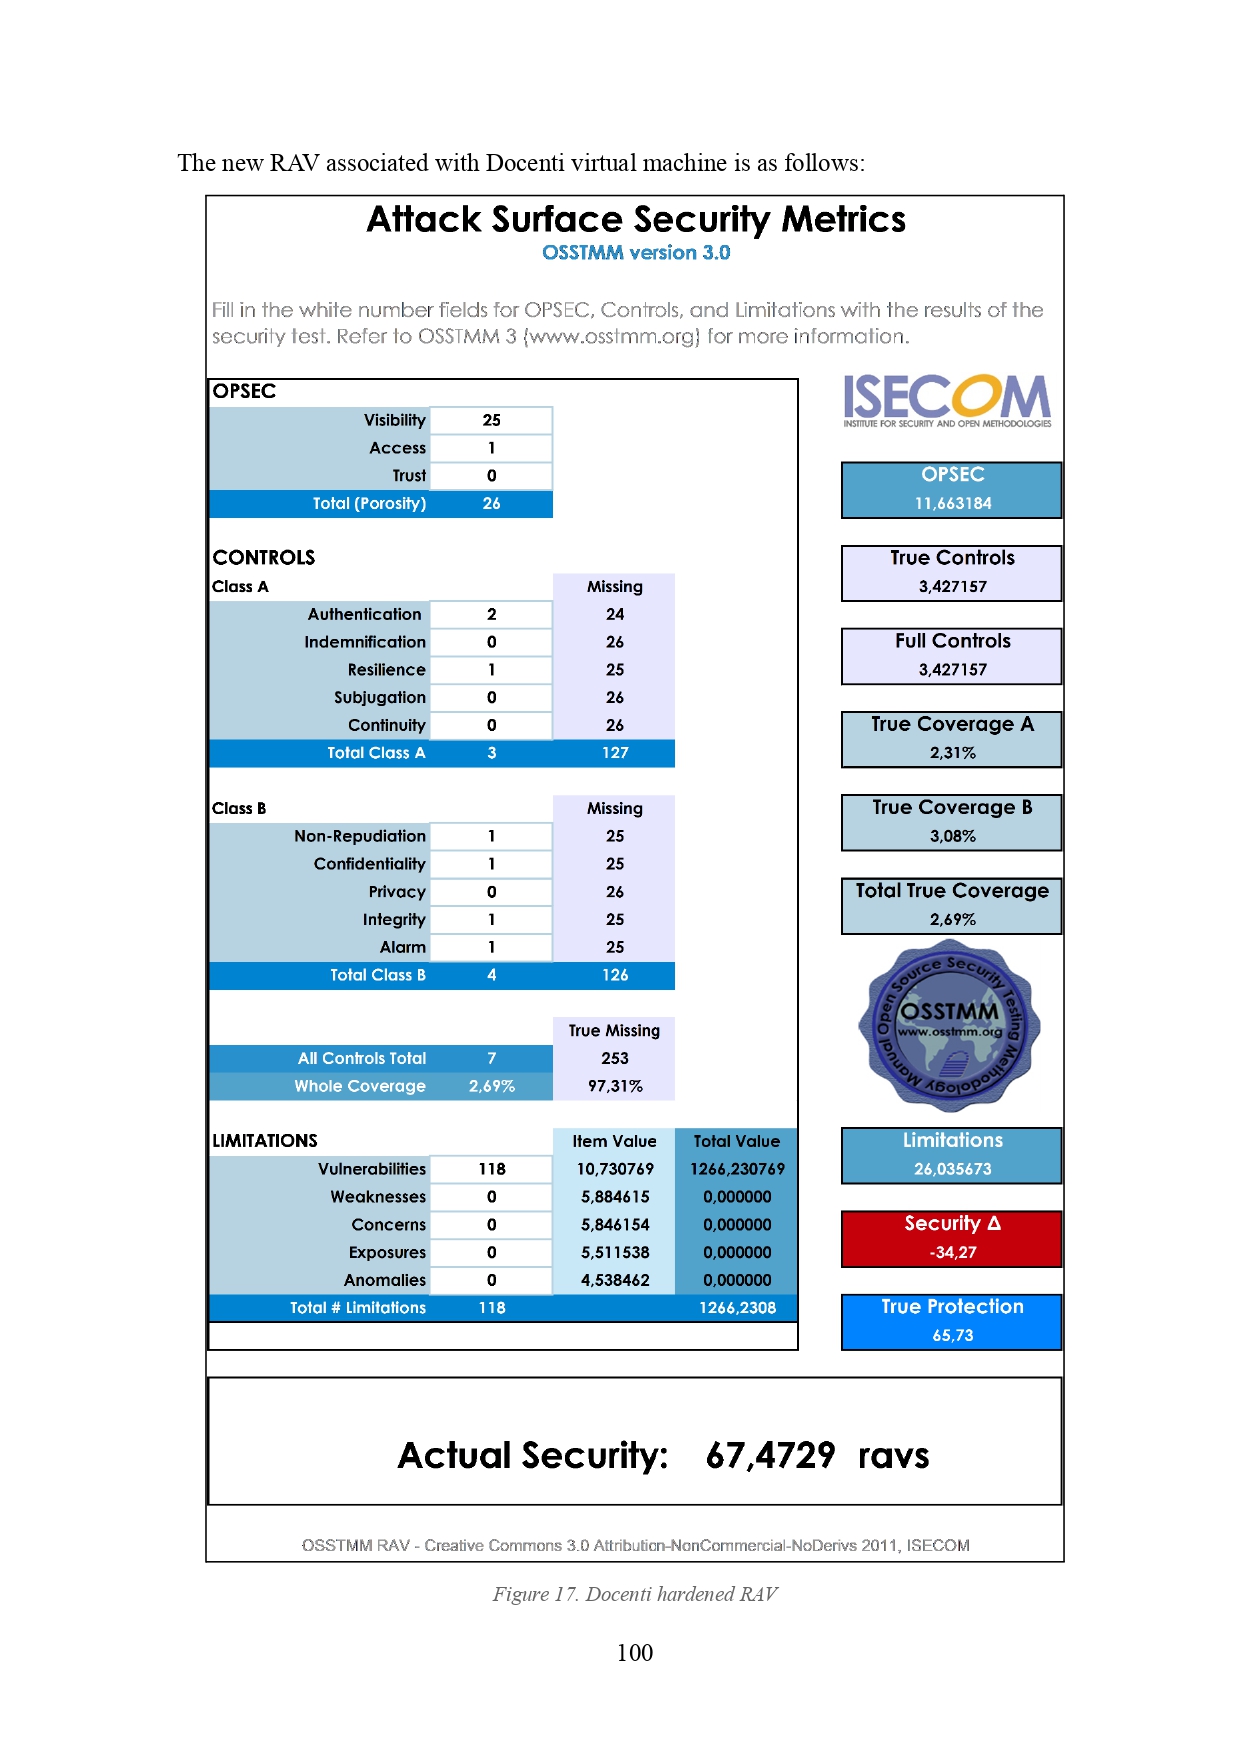 The new RAV associated with Docenti virtual machine is as follows:
Attack Surface Security Metrics
OSSTMM version 3.0
Fill in the white number fields for OPSEC, Controls, and Limitations with the results of the
security test. Refer to OSSTMM 3 (www.osstmm.org) for more information.
OPSEC
Visibility 25
Access 1
Trust 0
Total (Porosity) 26
CONTROLS
Class A Missing
Authentication 2 24
Indemnification 0 26
Resilience 1 25
Subjugation 0 26
Continuity 0 26
Total Class A 3 127
Class B Missing
Non-Repudiation 1 25
Confidentiality 1 25
Privacy 0 26
Integrity 1 25
Alarm 1 25
Total Class B 4 126
True Missing
All Controls Total 7 253
Whole Coverage 2,69% 97,31%
LIMITATIONS Item Value Total Value
Vulnerabilities 118 10,730769 1266,230769
Weaknesses 0 5,884615 0,000000
Concerns 0 5,846154 0,000000
Exposures 0 5,511538 0,000000
Anomalies 0 4,538462 0,000000
Total # Limitations 118 1266,2308
ISECOM
INSTITUTE FOR SECURITY AND OPEN METHODOLOGIES
OPSEC
11,663184
True Controls
3,427157
Full Controls
3,427157
True Coverage A
2,31%
True Coverage B
3,08%
Total True Coverage
2,69%
Open Source Security Testing Methodology Manual
OSSTMM
www.osstmm.org
Limitations
26,035673
Security Δ
-34,27
True Protection
65,73
Actual Security: 67,4729 ravs
OSSTMM RAV - Creative Commons 3.0 Attribution-NonCommercial-NoDerivs 2011, ISECOM
Figure 17. Docenti hardened RAV
100